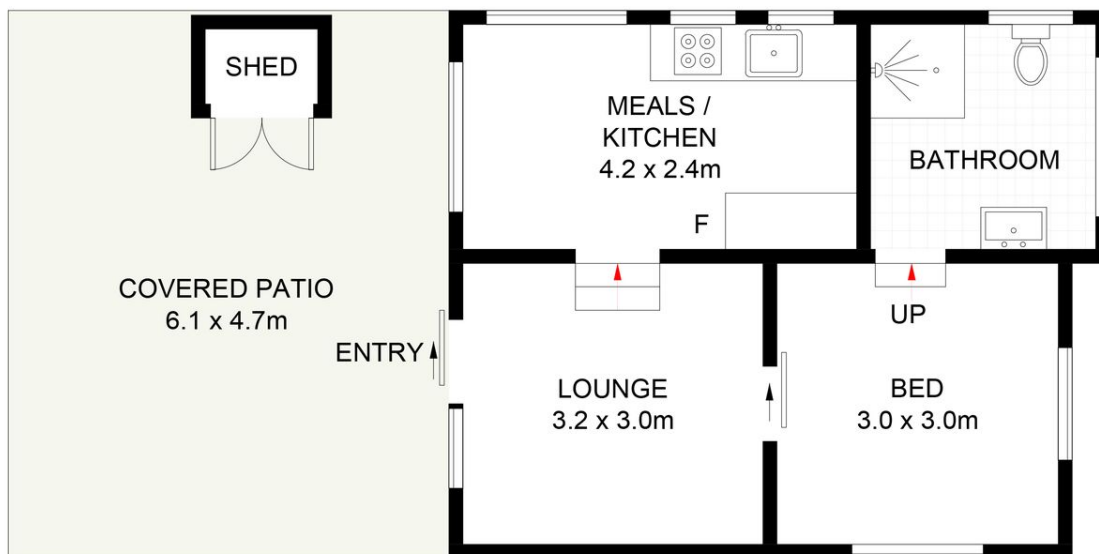 SHED
MEALS /
KITCHEN
4.2 x 2.4m
F
BATHROOM
COVERED PATIO
6.1 x 4.7m
ENTRY
LOUNGE
3.2 x 3.0m
UP
BED
3.0 x 3.0m